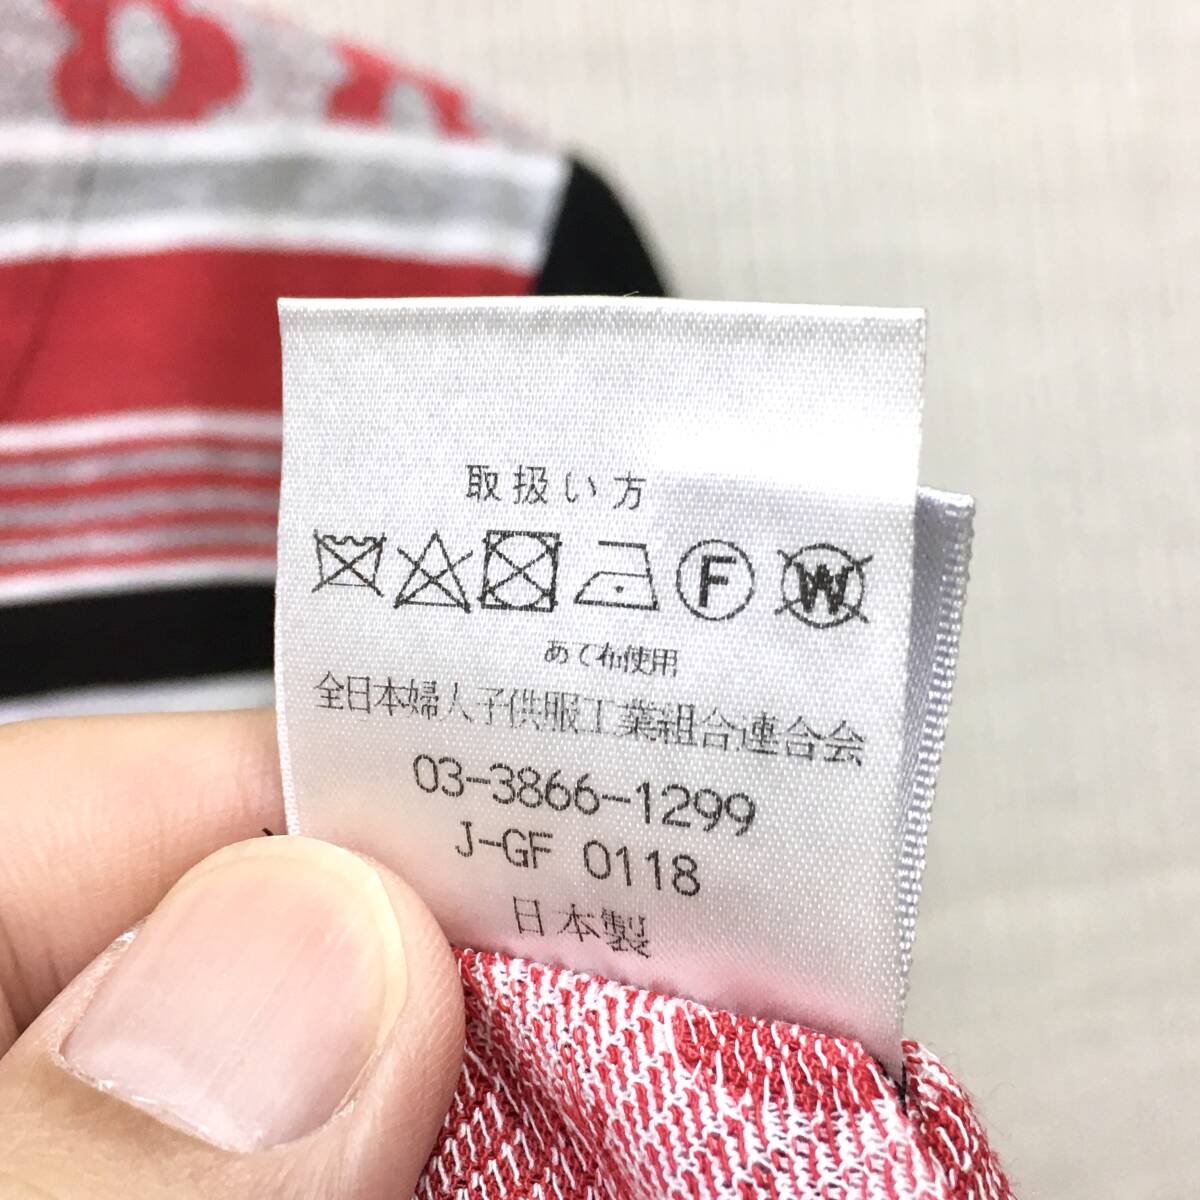 取扱い方
F W
あて布使用
全日本婦人子供服工業組合連合会
03-3866-1299
J-GF 0118
日本製